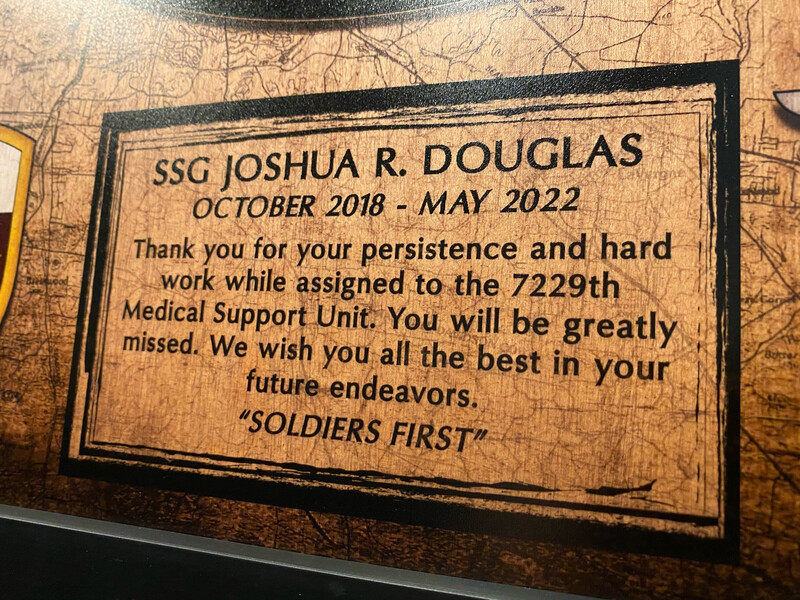 SSG JOSHUA R. DOUGLAS
OCTOBER 2018 - MAY 2022
Thank you for your persistence and hard
work while assigned to the 7229th
Medical Support Unit. You will be greatly
missed. We wish you all the best in your
future endeavors.
“SOLDIERS FIRST”